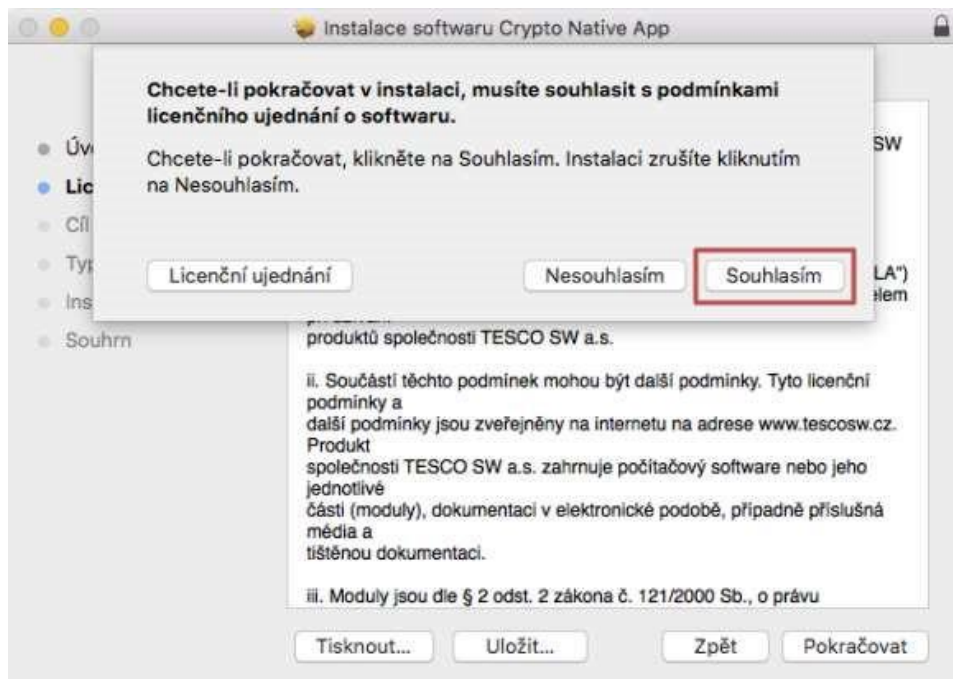 Instalace softwaru Crypto Native App
Chcete-li pokračovat v instalaci, musíte souhlasit s podmínkami
licenčního ujednání o softwaru.
Chcete-li pokračovat, klikněte na Souhlasím. Instalaci zrušíte kliknutím
na Nesouhlasím.
Licenční ujednání
Nesouhlasím
Souhlasím
Souhrn
SW
LA")
produktů společnosti TESCO SW a.s.
ii. Součástí těchto podmínek mohou být další podmínky. Tyto licenční
podmínky a
další podmínky jsou zveřejněny na internetu na adrese www.tescosw.cz.
Produkt
společnosti TESCO SW a.s. zahrnuje počítačový software nebo jeho
jednotlivé
části (moduly), dokumentaci v elektronické podobě, případně příslušná
média a
tištěnou dokumentaci.
iii. Moduly jsou dle § 2 odst. 2 zákona č. 121/2000 Sb., o právu
Tisknout...
Uložit...
Zpět
Pokračovat